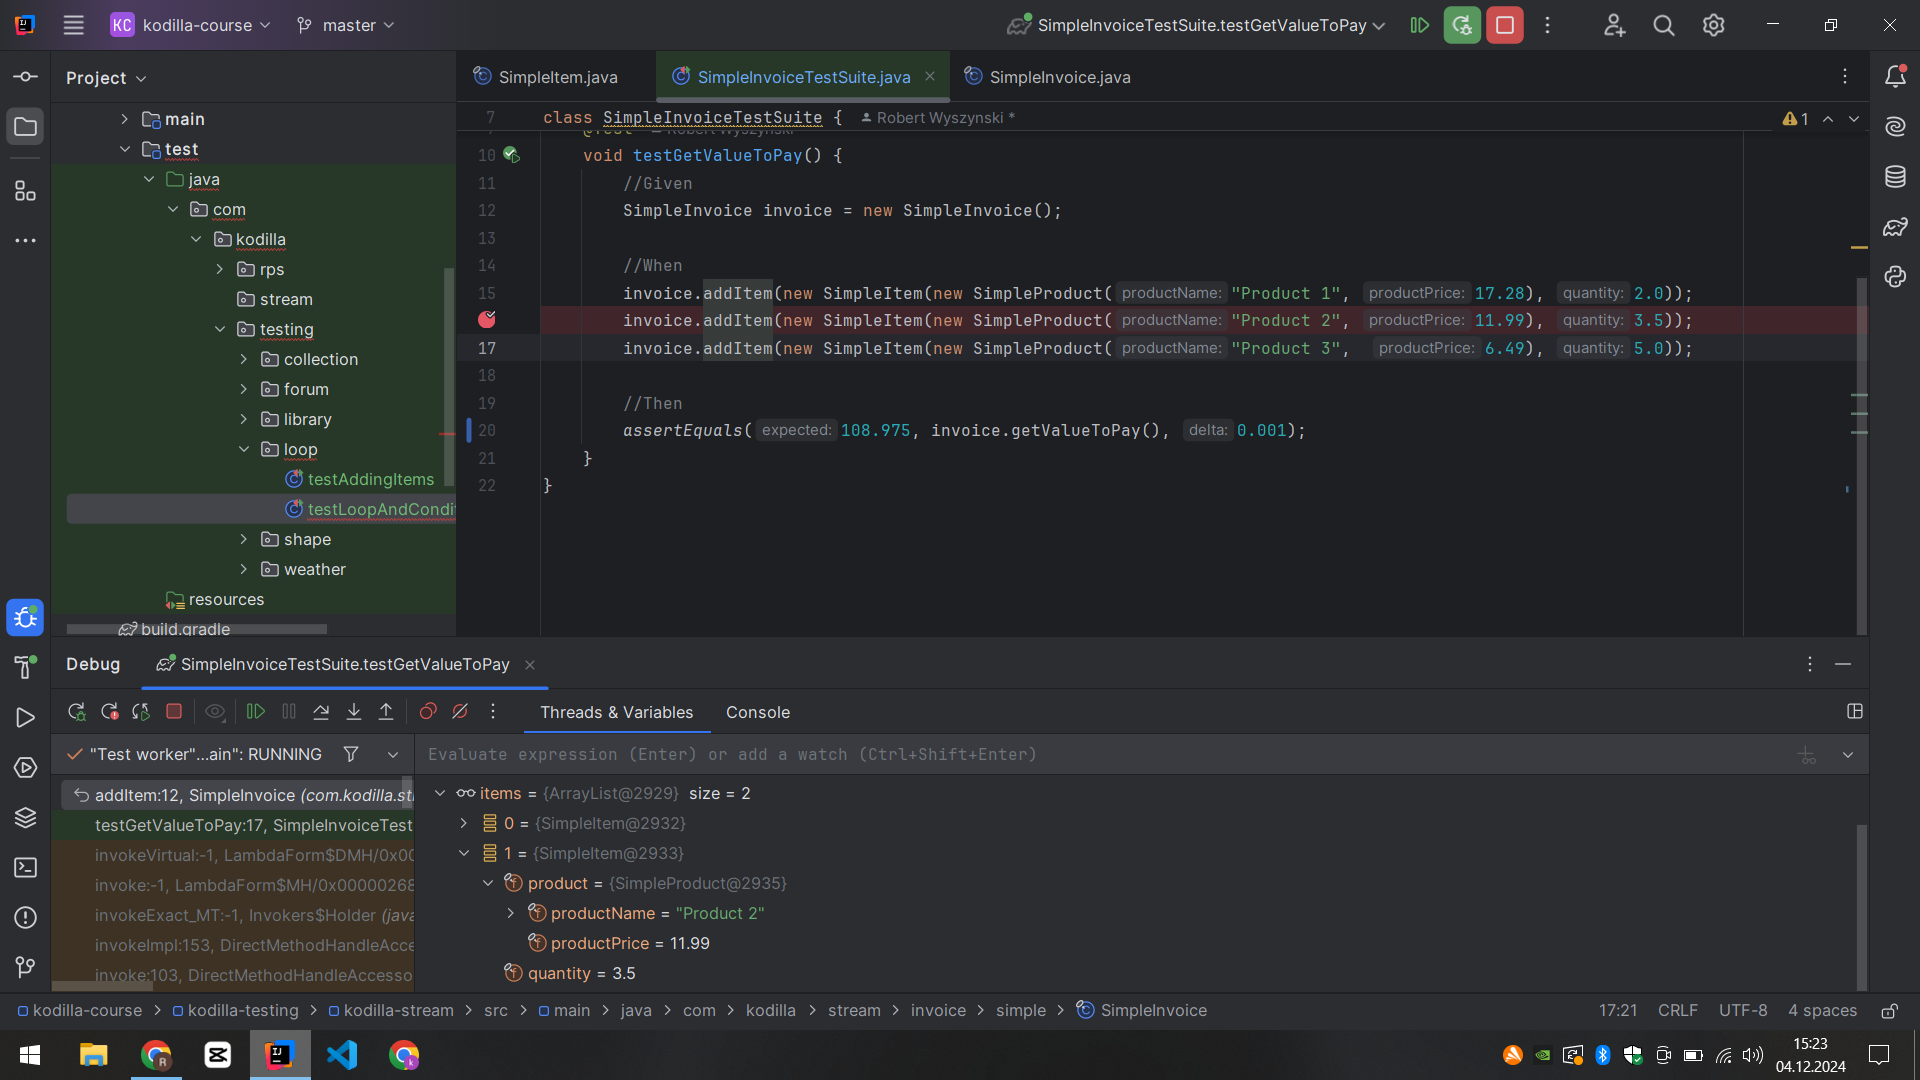 KC kodilla-course master SimpleInvoiceTestSuite.testGetValueToPay
Project
main
test
java
com
kodilla
rps
stream
testing
collection
forum
library
loop
testAddingItems
testLoopAndCondi
shape
weather
resources
build.gradle
SimpleItem.java SimpleInvoiceTestSuite.java SimpleInvoice.java
7 class SimpleInvoiceTestSuite { Robert Wyszynski *
1
@Test Robert Wyszynski
10 void testGetValueToPay() {
11 //Given
12 SimpleInvoice invoice = new SimpleInvoice();
13
14 //When
15 invoice.addItem(new SimpleItem(new SimpleProduct( productName: "Product 1", productPrice: 17.28), quantity: 2.0));
invoice.addItem(new SimpleItem(new SimpleProduct( productName: "Product 2", productPrice: 11.99), quantity: 3.5));
17 invoice.addItem(new SimpleItem(new SimpleProduct( productName: "Product 3", productPrice: 6.49), quantity: 5.0));
18
19 //Then
20 assertEquals( expected: 108.975, invoice.getValueToPay(), delta: 0.001);
21 }
22 }
Debug SimpleInvoiceTestSuite.testGetValueToPay
Threads & Variables Console
"Test worker"...ain": RUNNING
Evaluate expression (Enter) or add a watch (Ctrl+Shift+Enter)
addItem:12, SimpleInvoice (com.kodilla.st
testGetValueToPay:17, SimpleInvoiceTest
invokeVirtual:-1, LambdaForm$DMH/0x00
invoke:-1, LambdaForm$MH/0x00000268
invokeExact_MT:-1, Invokers$Holder (java
invokeImpl:153, DirectMethodHandleAcce
invoke:103, DirectMethodHandleAccesso
items = {ArrayList@2929} size = 2
0 = {SimpleItem@2932}
1 = {SimpleItem@2933}
product = {SimpleProduct@2935}
productName = "Product 2"
productPrice = 11.99
quantity = 3.5
kodilla-course > kodilla-testing > kodilla-stream > src > main > java > com > kodilla > stream > invoice > simple > SimpleInvoice
17:21 CRLF UTF-8 4 spaces
15:23
04.12.2024